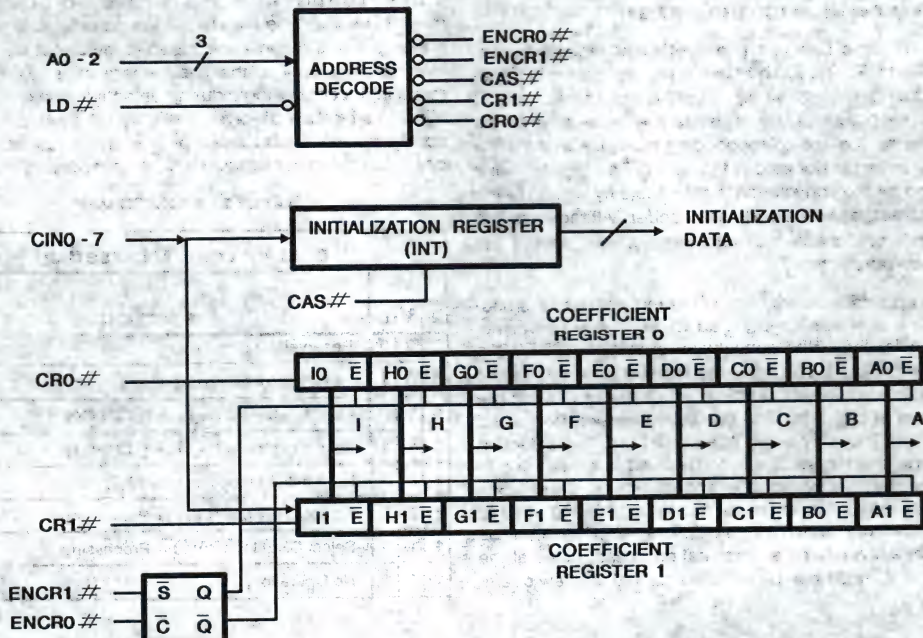 3
A0 - 2
LD #
ADDRESS
DECODE
ENCR0 #
ENCR1 #
CAS #
CR1 #
CR0 #
CIN0 - 7
INITIALIZATION REGISTER
(INT)
INITIALIZATION
DATA
CAS #
COEFFICIENT
REGISTER 0
CR0 #
I0 E̅ H0 E̅ G0 E̅ F0 E̅ E0 E̅ D0 E̅ C0 E̅ B0 E̅ A0 E̅
I H G F E D C B A
CR1 #
I1 E̅ H1 E̅ G1 E̅ F1 E̅ E1 E̅ D1 E̅ C1 E̅ B0 E̅ A1 E̅
COEFFICIENT
REGISTER 1
ENCR1 #
ENCR0 #
S̅ Q
C̅ Q̅